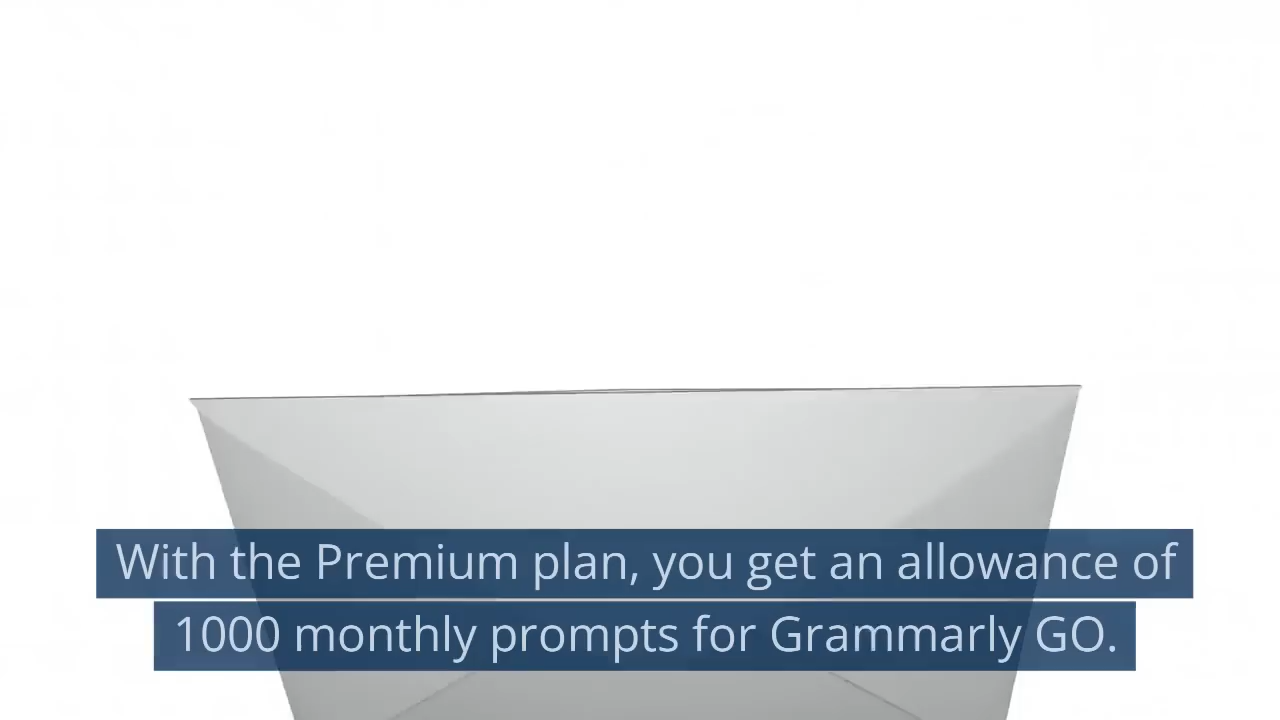 With the Premium plan, you get an allowance of
1000 monthly prompts for Grammarly GO.